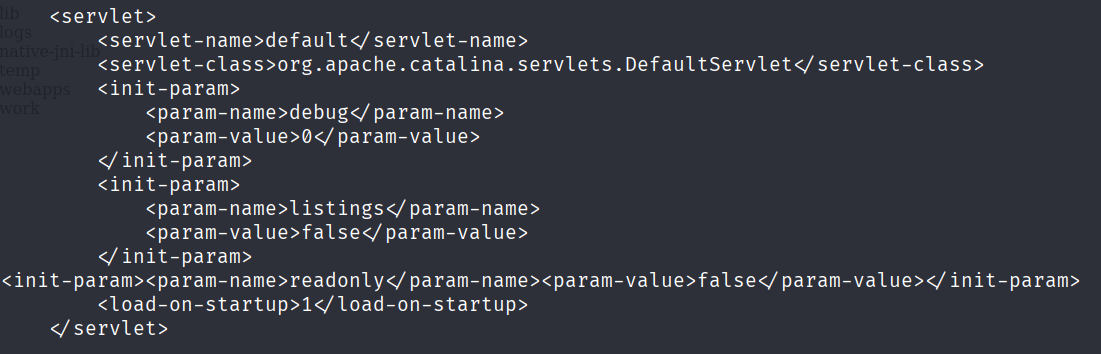 lib
logs
native-jni-lib
temp
webapps
work
<servlet>
<servlet-name>default</servlet-name>
<servlet-class>org.apache.catalina.servlets.DefaultServlet</servlet-class>
<init-param>
<param-name>debug</param-name>
<param-value>0</param-value>
</init-param>
<init-param>
<param-name>listings</param-name>
<param-value>false</param-value>
</init-param>
<init-param><param-name>readonly</param-name><param-value>false</param-value></init-param>
<load-on-startup>1</load-on-startup>
</servlet>